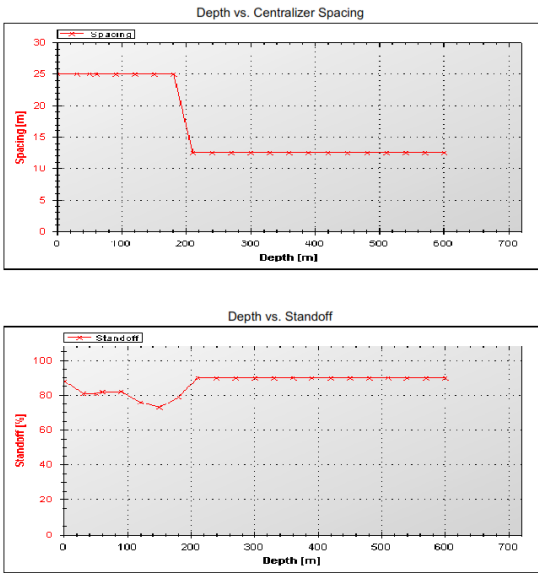 Depth vs. Centralizer Spacing
Spacing
30
25
20
15
10
5
0
Spacing [m]
0 100 200 300 400 500 600 700
Depth [m]
Depth vs. Standoff
Standoff
100
80
60
40
20
0
Standoff [%]
0 100 200 300 400 500 600 700
Depth [m]